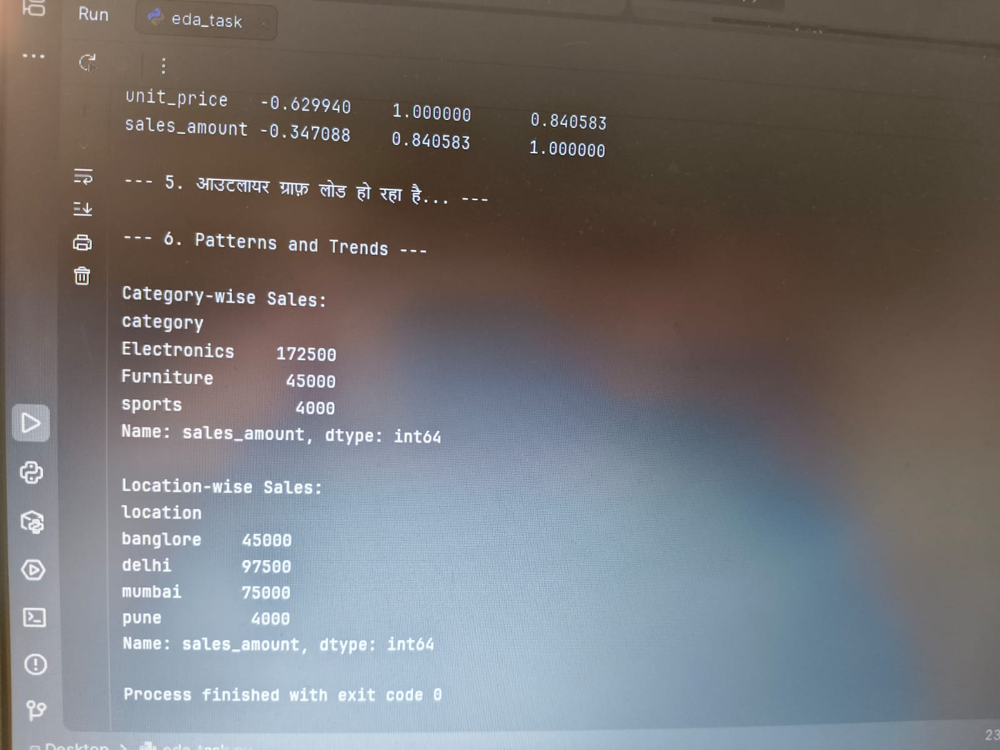 Run
eda_task
unit_price -0.629940 1.000000 0.840583
sales_amount -0.347088 0.840583 1.000000
--- 5. आउटलायर ग्राफ़ लोड हो रहा है... ---
--- 6. Patterns and Trends ---
Category-wise Sales:
category
Electronics 172500
Furniture 45000
sports 4000
Name: sales_amount, dtype: int64
Location-wise Sales:
location
banglore 45000
delhi 97500
mumbai 75000
pune 4000
Name: sales_amount, dtype: int64
Process finished with exit code 0
Desktop
23